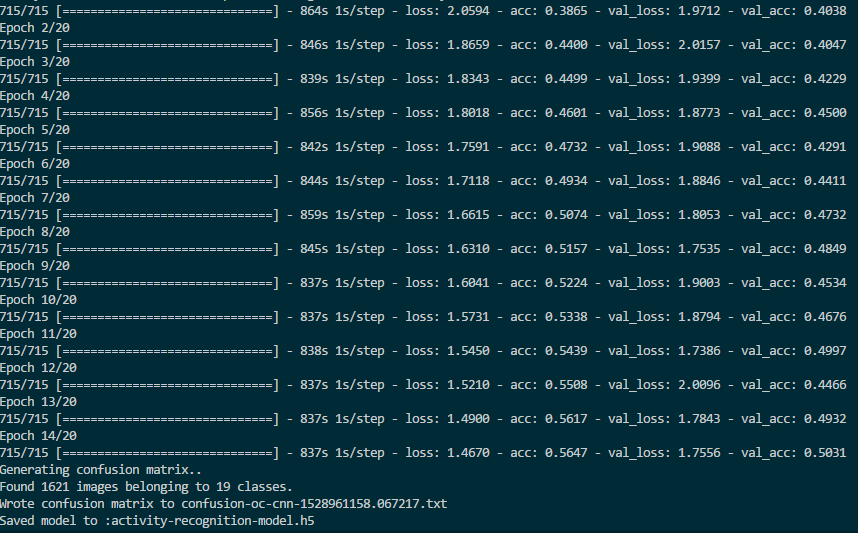 715/715 [==============================] - 864s 1s/step - loss: 2.0594 - acc: 0.3865 - val_loss: 1.9712 - val_acc: 0.4038
Epoch 2/20
715/715 [==============================] - 846s 1s/step - loss: 1.8659 - acc: 0.4400 - val_loss: 2.0157 - val_acc: 0.4047
Epoch 3/20
715/715 [==============================] - 839s 1s/step - loss: 1.8343 - acc: 0.4499 - val_loss: 1.9399 - val_acc: 0.4229
Epoch 4/20
715/715 [==============================] - 856s 1s/step - loss: 1.8018 - acc: 0.4601 - val_loss: 1.8773 - val_acc: 0.4500
Epoch 5/20
715/715 [==============================] - 842s 1s/step - loss: 1.7591 - acc: 0.4732 - val_loss: 1.9088 - val_acc: 0.4291
Epoch 6/20
715/715 [==============================] - 844s 1s/step - loss: 1.7118 - acc: 0.4934 - val_loss: 1.8846 - val_acc: 0.4411
Epoch 7/20
715/715 [==============================] - 859s 1s/step - loss: 1.6615 - acc: 0.5074 - val_loss: 1.8053 - val_acc: 0.4732
Epoch 8/20
715/715 [==============================] - 845s 1s/step - loss: 1.6310 - acc: 0.5157 - val_loss: 1.7535 - val_acc: 0.4849
Epoch 9/20
715/715 [==============================] - 837s 1s/step - loss: 1.6041 - acc: 0.5224 - val_loss: 1.9003 - val_acc: 0.4534
Epoch 10/20
715/715 [==============================] - 837s 1s/step - loss: 1.5731 - acc: 0.5338 - val_loss: 1.8794 - val_acc: 0.4676
Epoch 11/20
715/715 [==============================] - 838s 1s/step - loss: 1.5450 - acc: 0.5439 - val_loss: 1.7386 - val_acc: 0.4997
Epoch 12/20
715/715 [==============================] - 837s 1s/step - loss: 1.5210 - acc: 0.5508 - val_loss: 2.0096 - val_acc: 0.4466
Epoch 13/20
715/715 [==============================] - 837s 1s/step - loss: 1.4900 - acc: 0.5617 - val_loss: 1.7843 - val_acc: 0.4932
Epoch 14/20
715/715 [==============================] - 837s 1s/step - loss: 1.4670 - acc: 0.5647 - val_loss: 1.7556 - val_acc: 0.5031
Generating confusion matrix..
Found 1621 images belonging to 19 classes.
Wrote confusion matrix to confusion-oc-cnn-1528961158.067217.txt
Saved model to :activity-recognition-model.h5